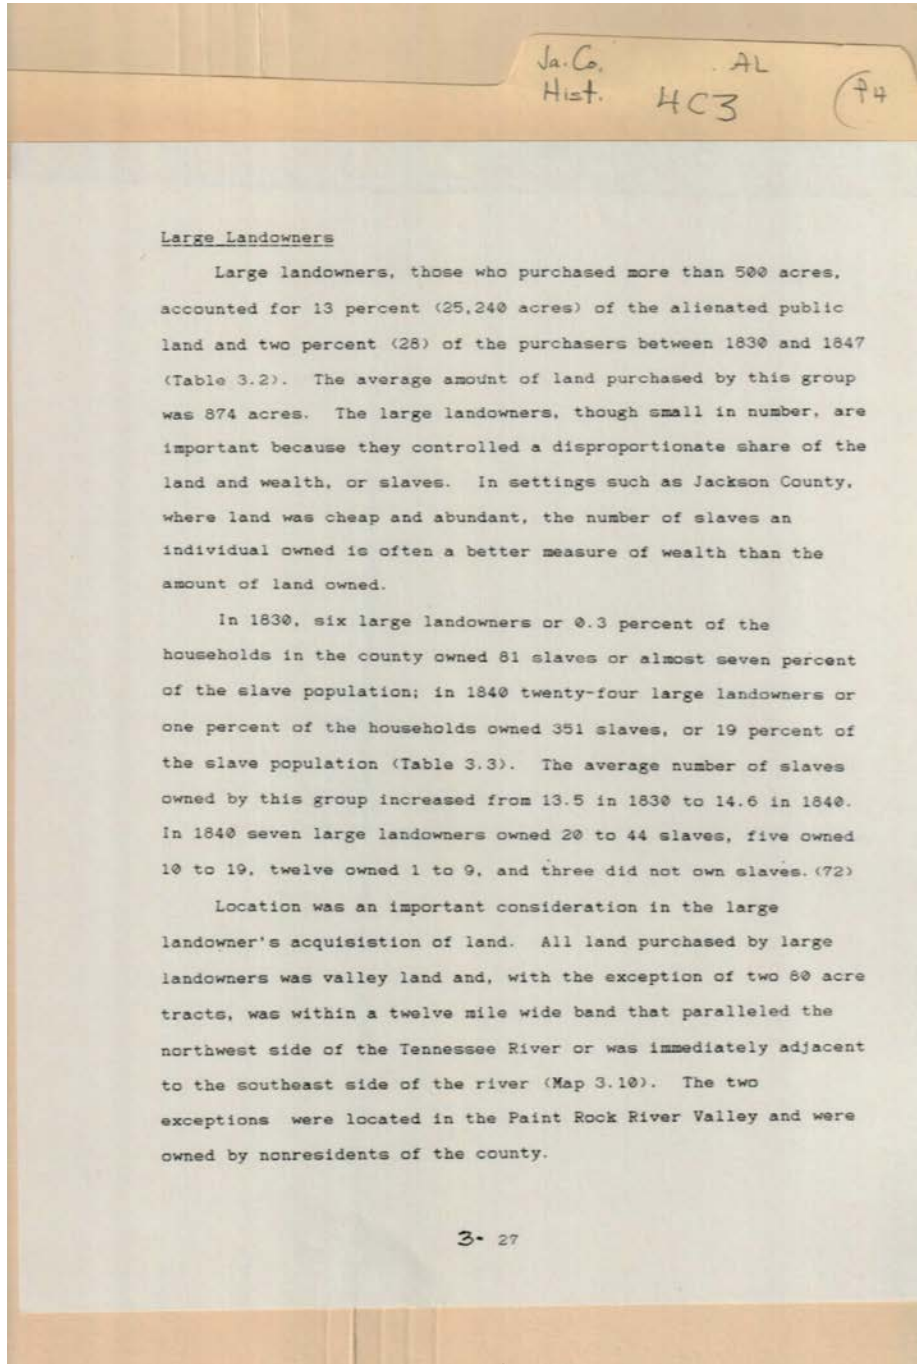 Ja. Co. AL
Hist. 4C3 P4
Large Landowners
Large landowners, those who purchased more than 500 acres,
accounted for 13 percent (25,240 acres) of the alienated public
land and two percent (28) of the purchasers between 1830 and 1847
(Table 3.2). The average amount of land purchased by this group
was 874 acres. The large landowners, though small in number, are
important because they controlled a disproportionate share of the
land and wealth, or slaves. In settings such as Jackson County,
where land was cheap and abundant, the number of slaves an
individual owned is often a better measure of wealth than the
amount of land owned.
In 1830, six large landowners or 0.3 percent of the
households in the county owned 81 slaves or almost seven percent
of the slave population; in 1840 twenty-four large landowners or
one percent of the households owned 351 slaves, or 19 percent of
the slave population (Table 3.3). The average number of slaves
owned by this group increased from 13.5 in 1830 to 14.6 in 1840.
In 1840 seven large landowners owned 20 to 44 slaves, five owned
10 to 19, twelve owned 1 to 9, and three did not own slaves.(72)
Location was an important consideration in the large
landowner's acquisistion of land. All land purchased by large
landowners was valley land and, with the exception of two 80 acre
tracts, was within a twelve mile wide band that paralleled the
northwest side of the Tennessee River or was immediately adjacent
to the southeast side of the river (Map 3.10). The two
exceptions were located in the Paint Rock River Valley and were
owned by nonresidents of the county.
3- 27